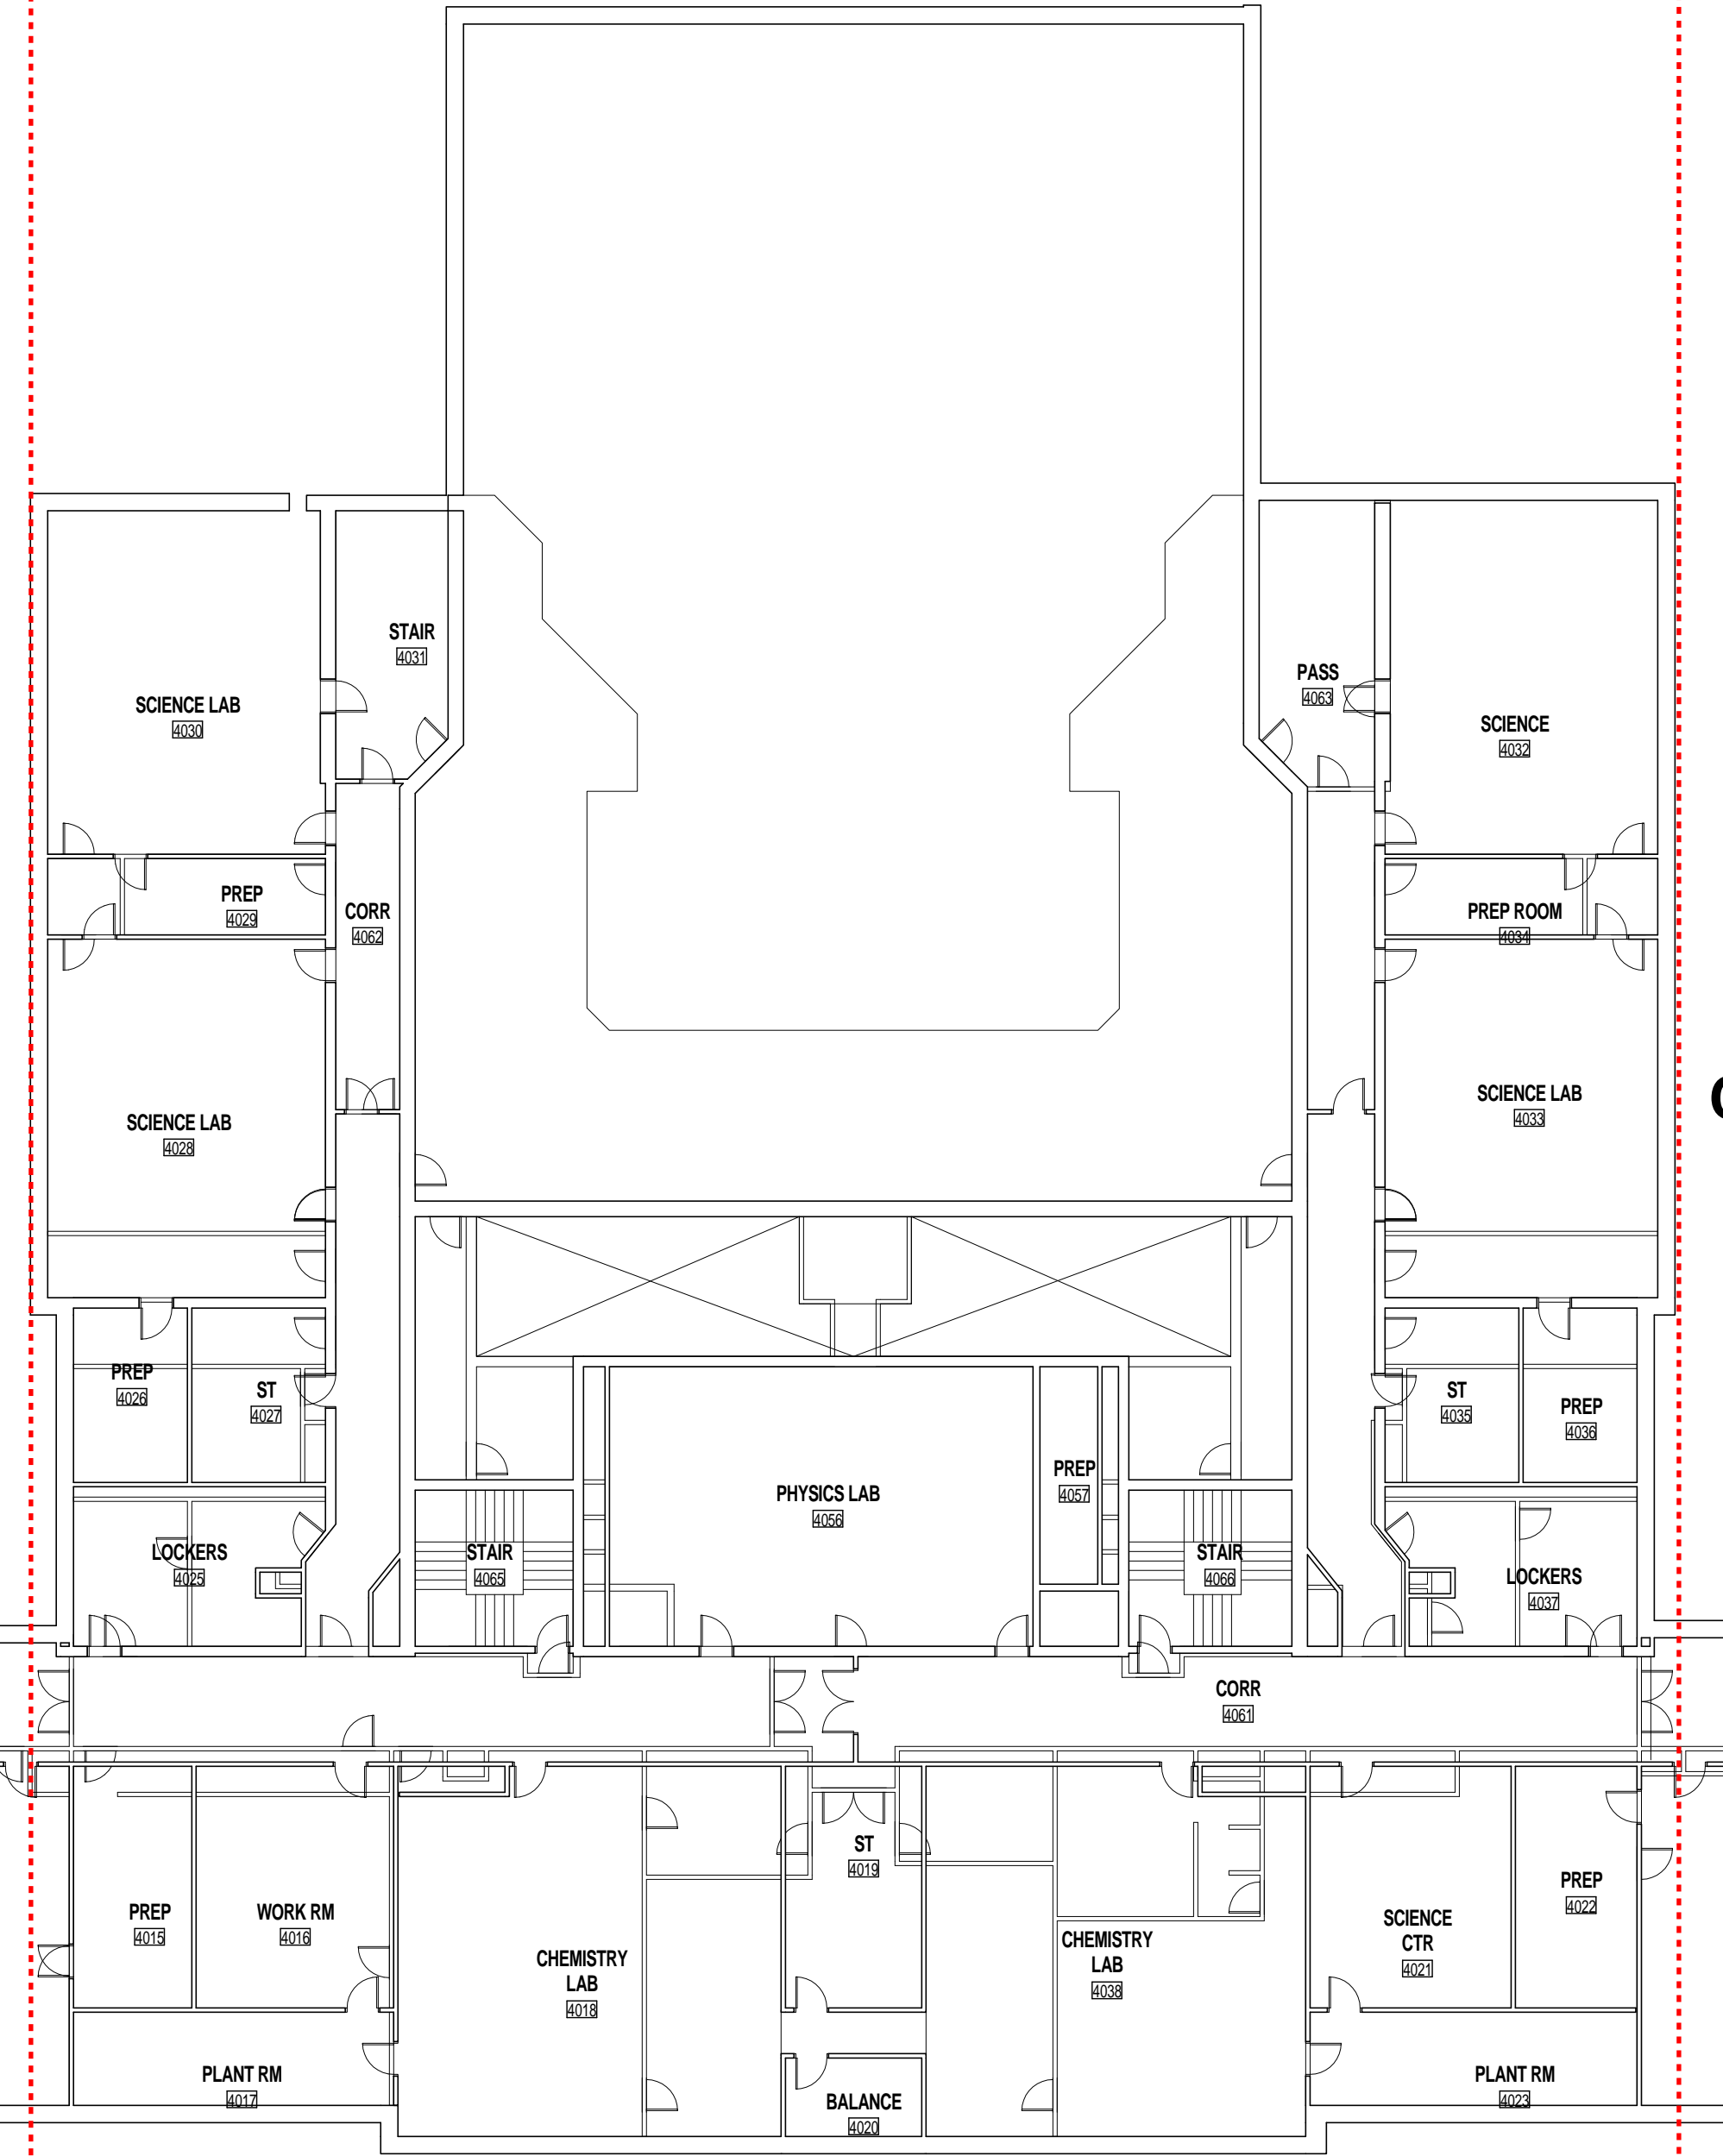 STAIR
4031
PASS
4063
SCIENCE LAB
4030
SCIENCE
4032
PREP
4029
CORR
4062
PREP ROOM
4034
SCIENCE LAB
4028
SCIENCE LAB
4033
PREP
4026
ST
4027
ST
4035
PREP
4036
PHYSICS LAB
4056
PREP
4057
LOCKERS
4025
STAIR
4065
STAIR
4066
LOCKERS
4037
CORR
4061
ST
4019
PREP
4015
WORK RM
4016
CHEMISTRY
LAB
4018
CHEMISTRY
LAB
4038
SCIENCE
CTR
4021
PREP
4022
PLANT RM
4017
BALANCE
4020
PLANT RM
4023